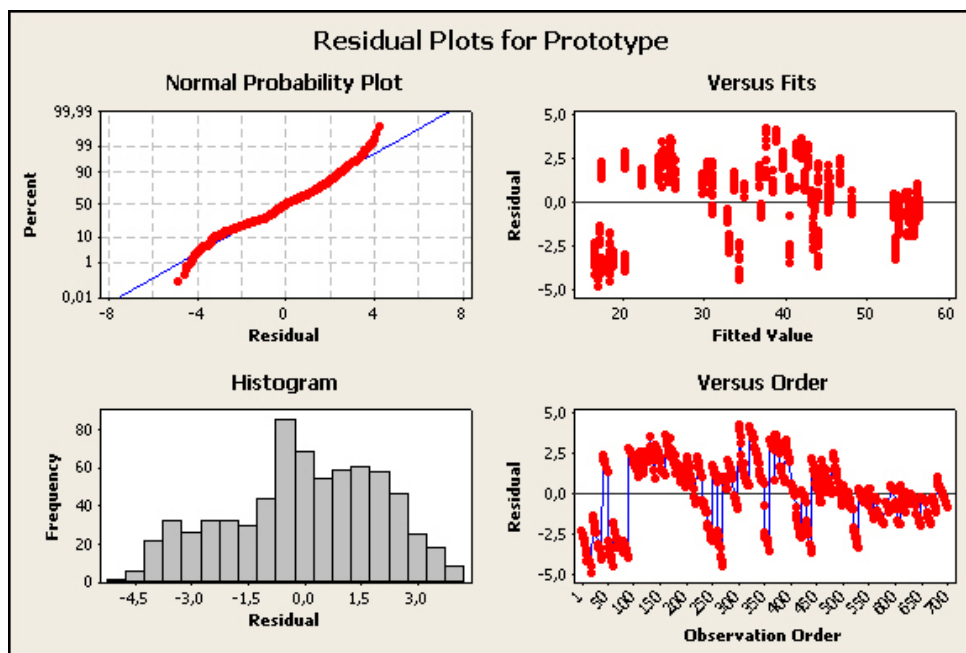 Residual Plots for Prototype
Normal Probability Plot
99,99
99
90
50
10
1
0,01
Percent
-8 -4 0 4 8
Residual
Versus Fits
5,0
2,5
0,0
-2,5
-5,0
Residual
20 30 40 50 60
Fitted Value
Histogram
80
60
40
20
0
Frequency
-4,5 -3,0 -1,5 0,0 1,5 3,0
Residual
Versus Order
5,0
2,5
0,0
-2,5
-5,0
Residual
1 50 100 150 200 250 300 350 400 450 500 550 600 650 700
Observation Order